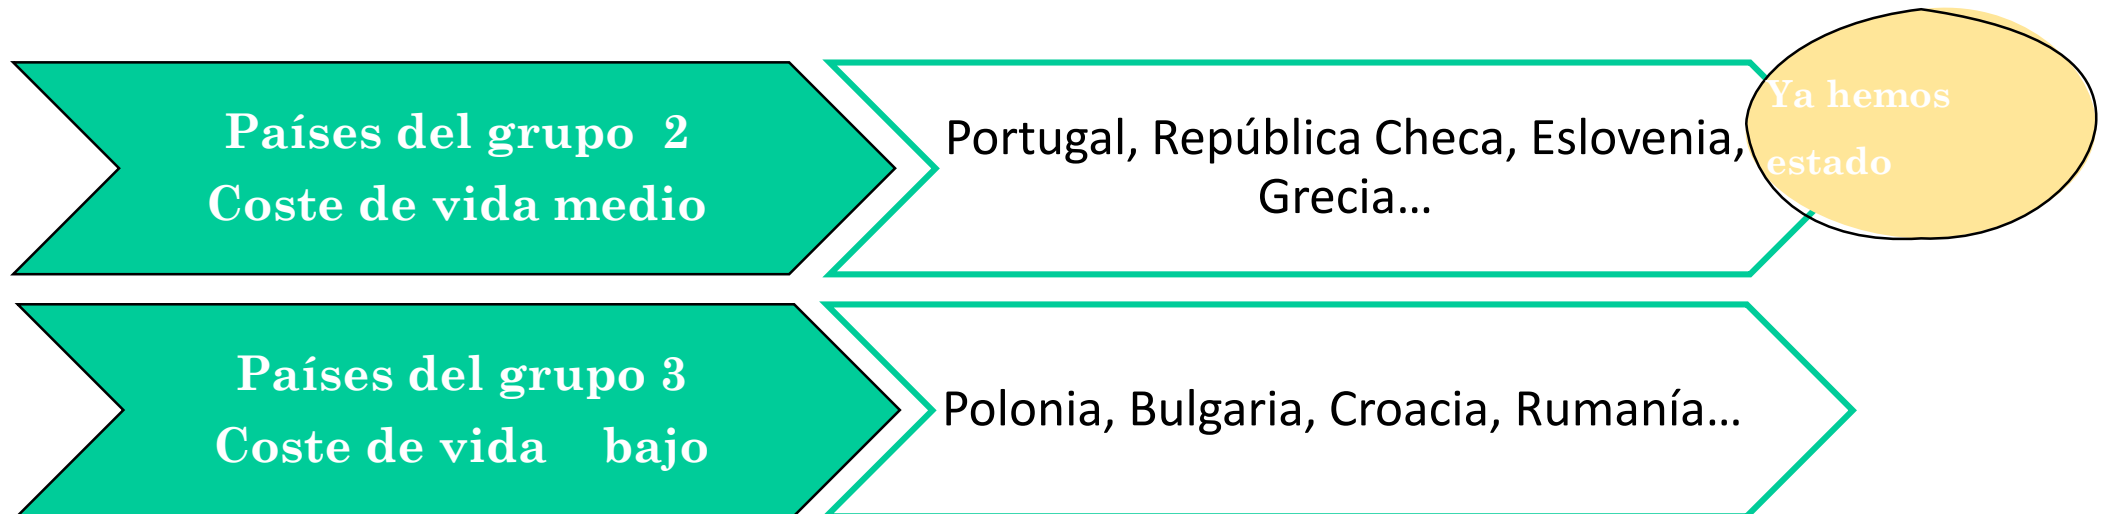 Países del grupo 2
Coste de vida medio
Portugal, República Checa, Eslovenia,
Grecia...
Ya hemos
estado
Países del grupo 3
Coste de vida bajo
Polonia, Bulgaria, Croacia, Rumanía...